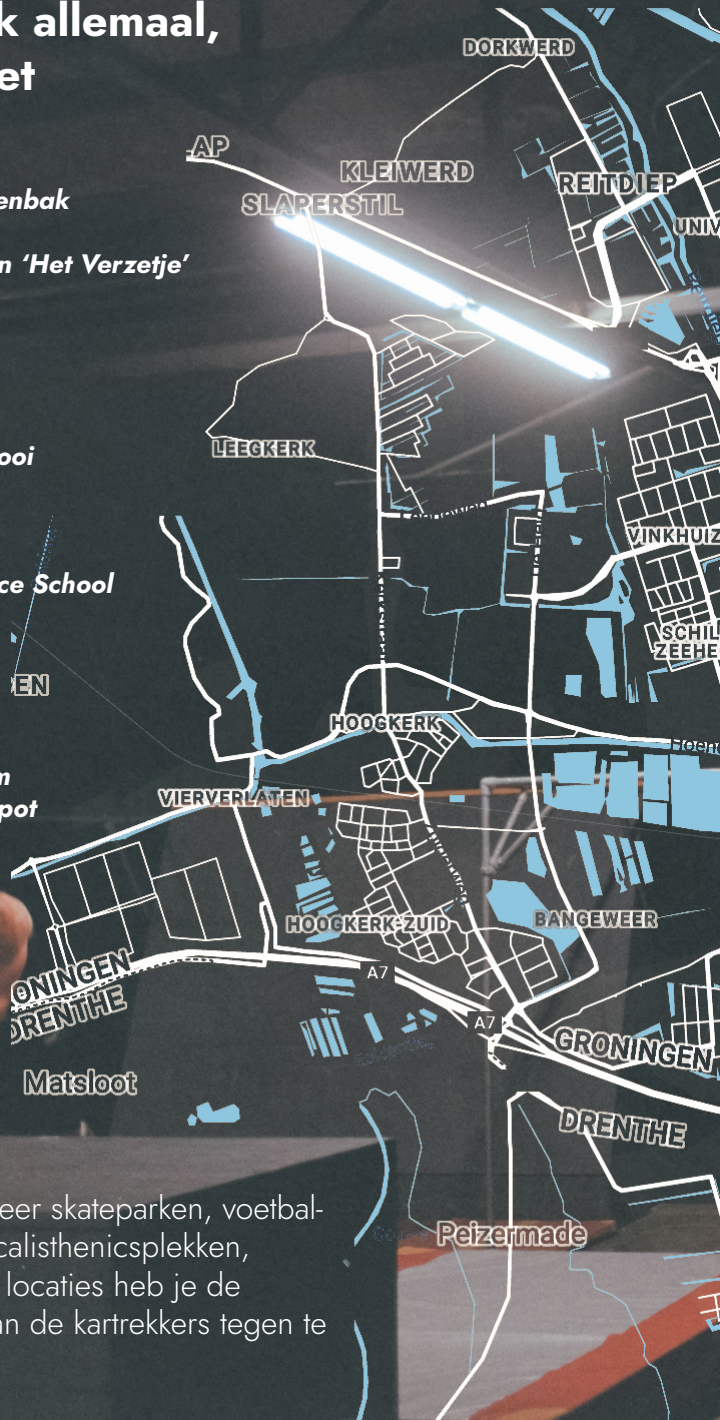 k allemaal,
et
DORKWERD
AP
KLEIWERD
REITDIEP
enbak
SLAPERSTIL
UNIV
n ‘Het Verzetje’
ooi
LEEGKERK
VINKHUIZ
ce School
SCHIL
ZEEHE
EN
HOOGKERK
Hoend
m
VIERVERLATEN
pot
HOOGKERK-ZUID
BANGEWEER
ONINGEN
A7
DRENTHE
A7
GRONINGEN
Matsloot
DRENTHE
eer skateparken, voetbal-
Peizermade
calisthenicsplekken,
locaties heb je de
an de kartrekkers tegen te